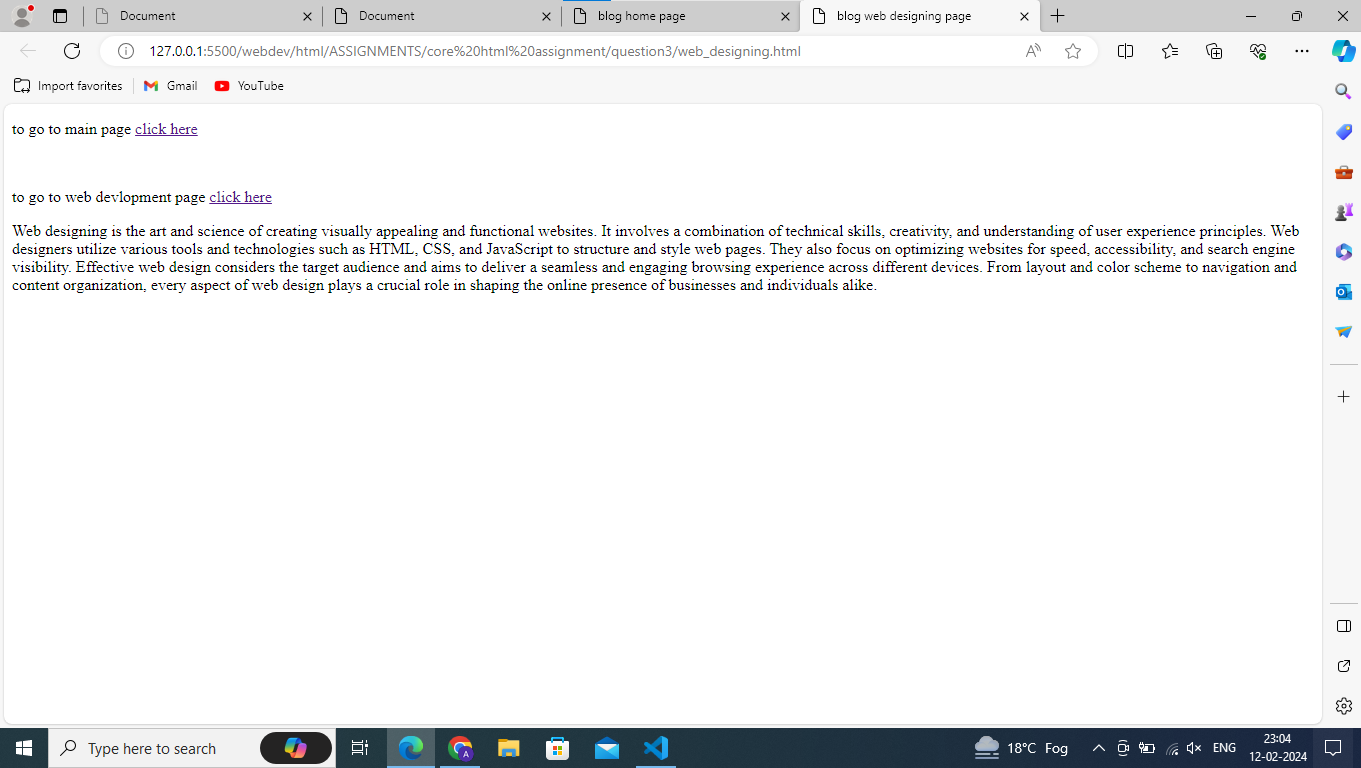 Document
Document
blog home page
blog web designing page
127.0.0.1:5500/webdev/html/ASSIGNMENTS/core%20html%20assignment/question3/web_designing.html
Import favorites
Gmail
YouTube
to go to main page click here
to go to web devlopment page click here
Web designing is the art and science of creating visually appealing and functional websites. It involves a combination of technical skills, creativity, and understanding of user experience principles. Web
designers utilize various tools and technologies such as HTML, CSS, and JavaScript to structure and style web pages. They also focus on optimizing websites for speed, accessibility, and search engine
visibility. Effective web design considers the target audience and aims to deliver a seamless and engaging browsing experience across different devices. From layout and color scheme to navigation and
content organization, every aspect of web design plays a crucial role in shaping the online presence of businesses and individuals alike.
Type here to search
A
18°C Fog
ENG
23:04
12-02-2024